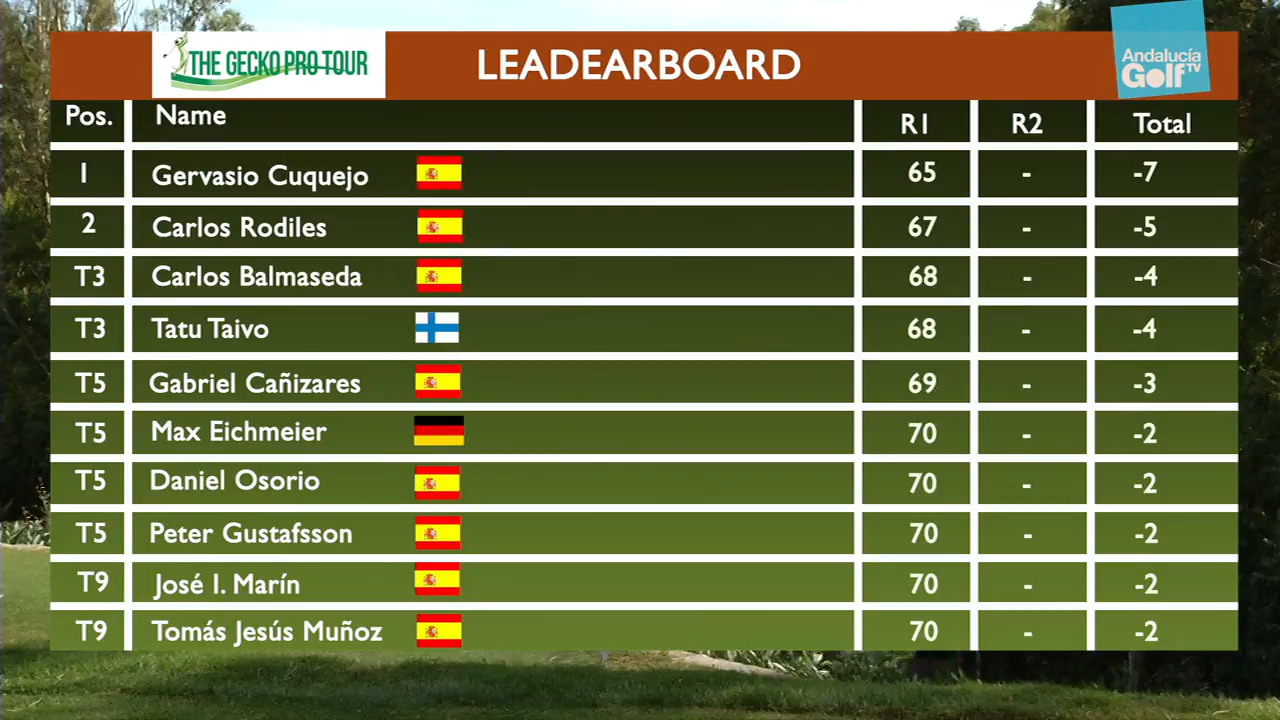 THE GECKO PRO TOUR LEADEARBOARD Andalucía Golf TV
Pos. Name R1 R2 Total
1 Gervasio Cuquejo 65 - -7
2 Carlos Rodiles 67 - -5
T3 Carlos Balmaseda 68 - -4
T3 Tatu Taivo 68 - -4
T5 Gabriel Cañizares 69 - -3
T5 Max Eichmeier 70 - -2
T5 Daniel Osorio 70 - -2
T5 Peter Gustafsson 70 - -2
T9 José I. Marín 70 - -2
T9 Tomás Jesús Muñoz 70 - -2